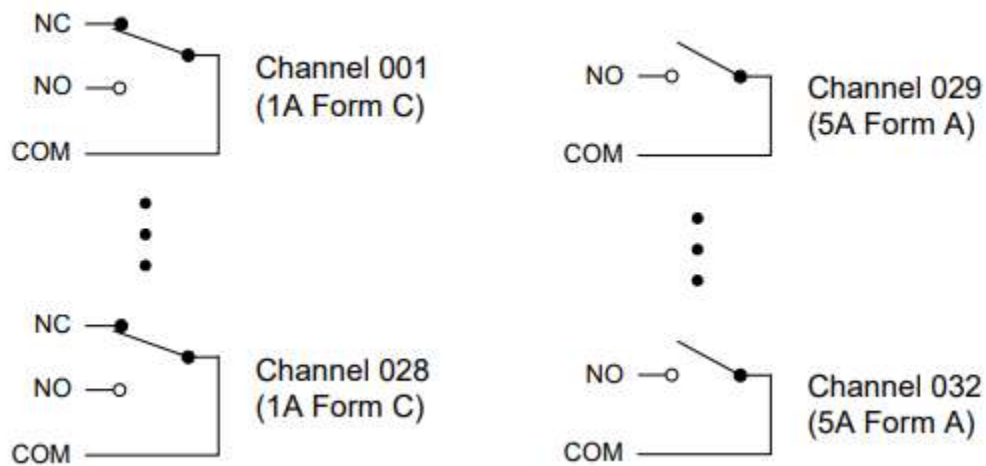 NC
NO
COM
Channel 001
(1A Form C)
NO
COM
Channel 029
(5A Form A)
NC
NO
COM
Channel 028
(1A Form C)
NO
COM
Channel 032
(5A Form A)